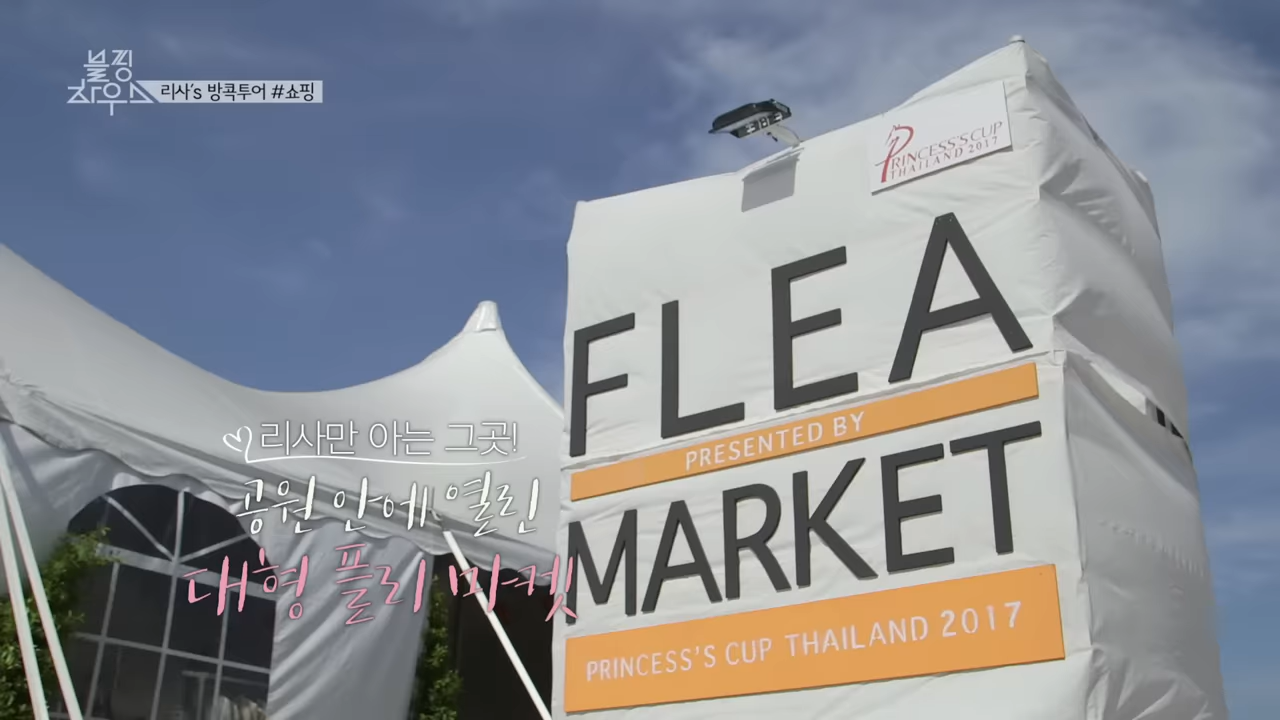 블핑
하우스
리사's 방콕투어 #쇼핑
PRINCESS'S CUP
THAILAND 2017
FLEA
PRESENTED BY
MARKET
PRINCESS'S CUP THAILAND 2017
리사만 아는 그곳!
공원 안에 열린
대형 플리 마켓